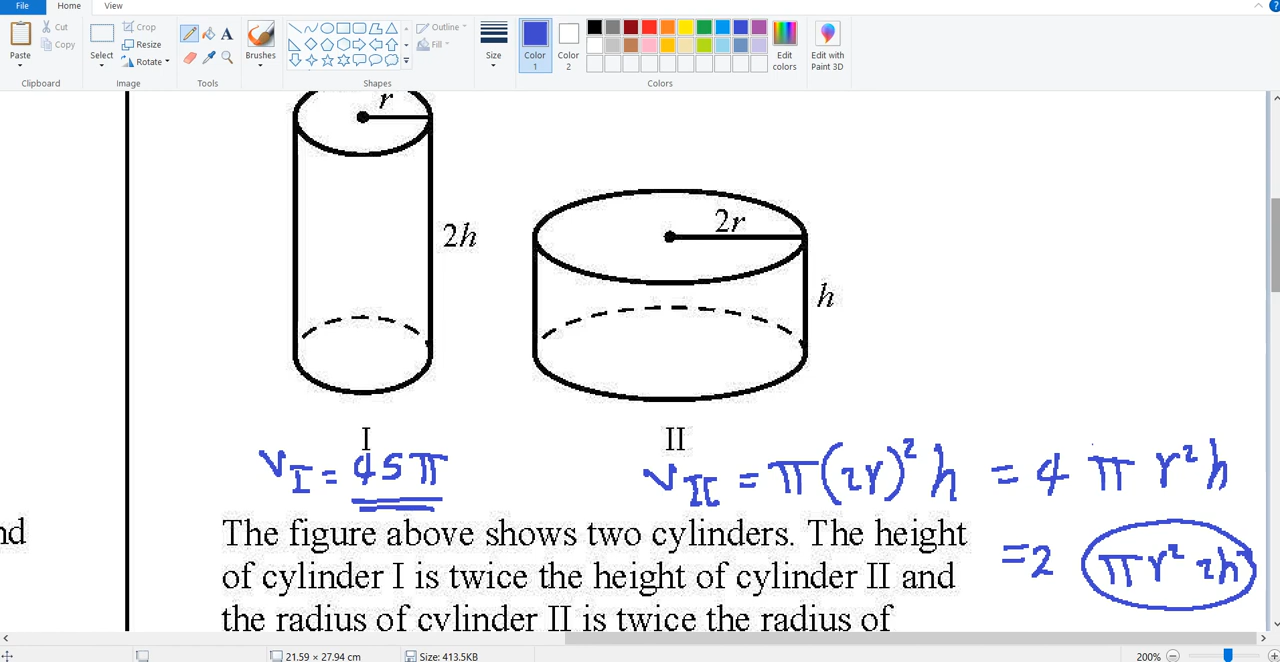 File Home View
Paste Cut Copy Clipboard
Select Crop Resize Rotate Image
A Tools
Brushes
Outline Fill Shapes
Size
Color 1 Color 2 Edit colors Colors
Edit with Paint 3D
r
2h
2r
h
I
II
V_I = 45π
V_II = π(2r)²h = 4πr²h
= 2 πr² 2h
nd
The figure above shows two cylinders. The height
of cylinder I is twice the height of cylinder II and
the radius of cylinder II is twice the radius of
21.59 × 27.94 cm Size: 413.5KB 200%